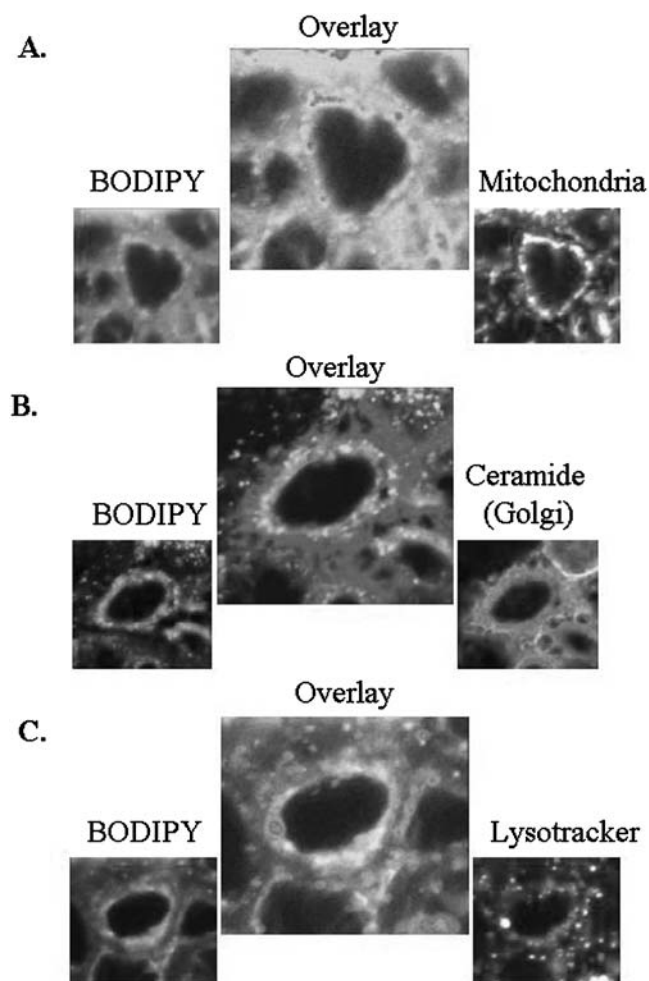 Overlay
A.
BODIPY
Mitochondria
Overlay
B.
BODIPY
Ceramide
(Golgi)
Overlay
C.
BODIPY
Lysotracker